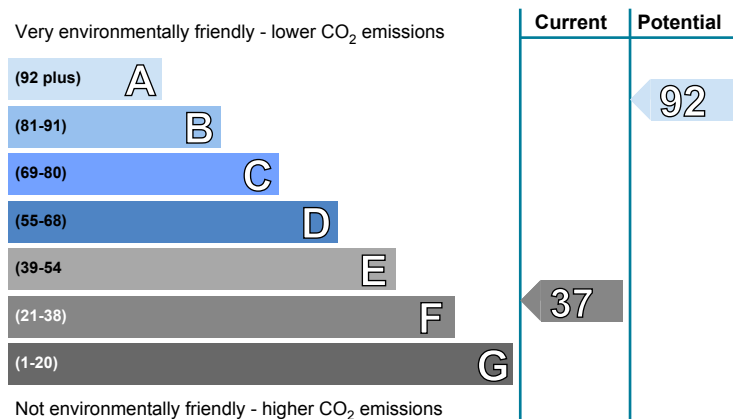 Very environmentally friendly - lower CO2 emissions
Current
Potential
(92 plus) A
(81-91) B
(69-80) C
(55-68) D
(39-54 E
(21-38) F
(1-20) G
92
37
Not environmentally friendly - higher CO2 emissions